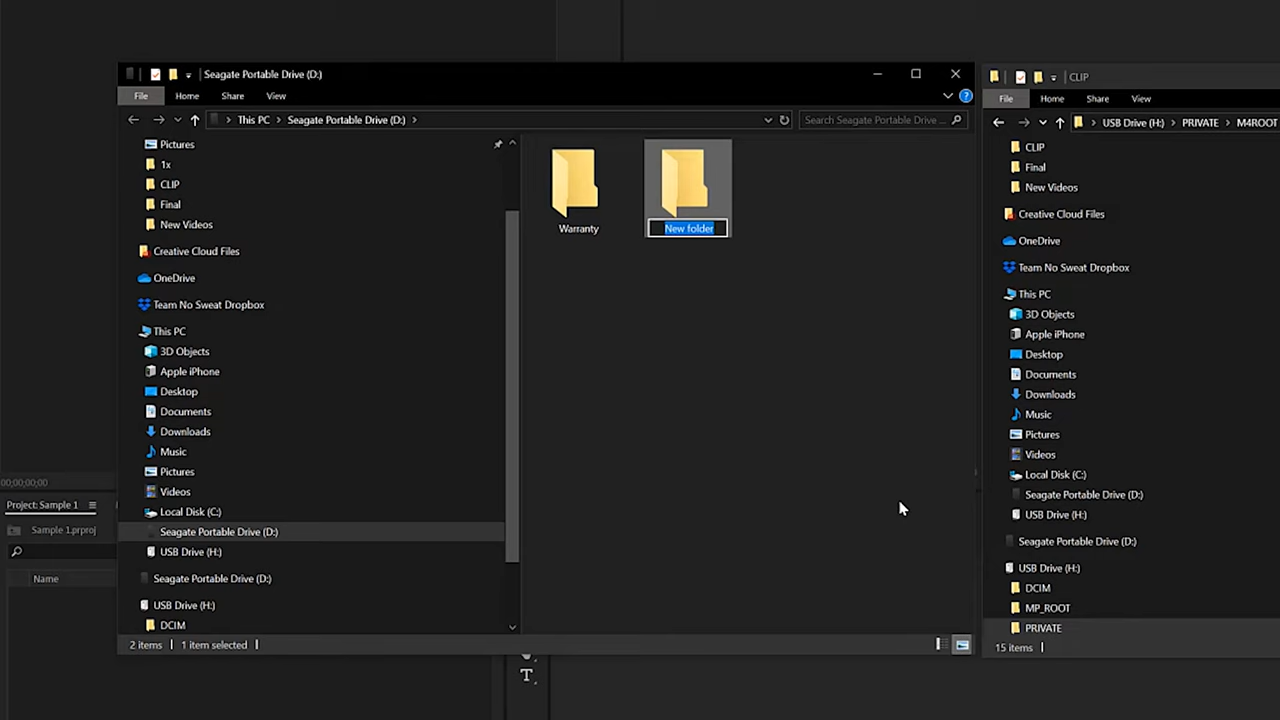 Seagate Portable Drive (D:)
File Home Share View
This PC > Seagate Portable Drive (D:) >
Search Seagate Portable Drive ...
Pictures
1x
CLIP
Final
New Videos
Creative Cloud Files
OneDrive
Team No Sweat Dropbox
This PC
3D Objects
Apple iPhone
Desktop
Documents
Downloads
Music
Pictures
Videos
Local Disk (C:)
Seagate Portable Drive (D:)
USB Drive (H:)
Seagate Portable Drive (D:)
USB Drive (H:)
DCIM
2 items
1 item selected
Warranty
New folder
CLIP
File Home Share View
USB Drive (H:) > PRIVATE > M4ROOT
CLIP
Final
New Videos
Creative Cloud Files
OneDrive
Team No Sweat Dropbox
This PC
3D Objects
Apple iPhone
Desktop
Documents
Downloads
Music
Pictures
Videos
Local Disk (C:)
Seagate Portable Drive (D:)
USB Drive (H:)
Seagate Portable Drive (D:)
USB Drive (H:)
DCIM
MP_ROOT
PRIVATE
15 items
00;00;00;00
Project: Sample 1
Sample 1.prproj
Name
T